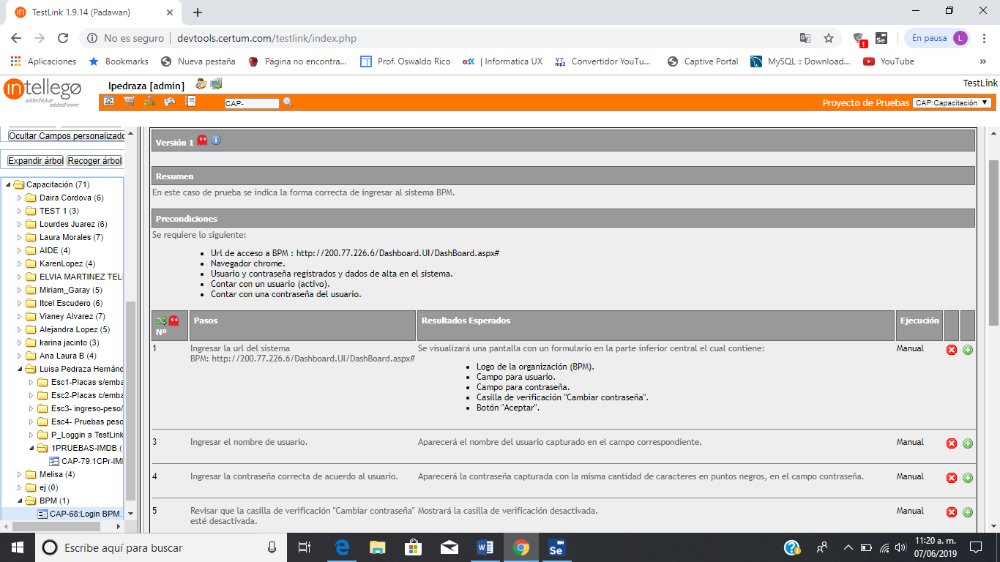 TestLink 1.9.14 (Padawan)
No es seguro | devtools.certum.com/testlink/index.php
En pausa L
Aplicaciones Bookmarks Nueva pestaña Página no encontra... Prof. Oswaldo Rico edX | Informatica UX YT mp3 Convertidor YouTu... Captive Portal MySQL :: Download... YouTube »
intellego
addedValue
addedPower
lpedraza [admin]
TestLink
CAP-
Proyecto de Pruebas CAP:Capacitación
Ocultar Campos personalizado
Expandir árbol Recoger árbol
Capacitación (71)
Daira Cordova (6)
TEST 1 (3)
Lourdes Juarez (6)
Laura Morales (7)
AIDE (4)
KarenLopez (4)
ELVIA MARTINEZ TEL
Miriam_Garay (5)
Itcel Escudero (6)
Vianey Alvarez (7)
Alejandra Lopez (5)
karina jacinto (3)
Ana Laura B (4)
Luisa Pedraza Hernánd
Esc1-Placas s/emba
Esc2-Placas c/emba
Esc3- ingreso-peso/
Esc4- Pruebas peso
P_Loggin a TestLink
1PRUEBAS-IMDB (
CAP-79:1CPr-IMI
Melisa (4)
ej (0)
BPM (1)
CAP-68:Login BPM.
Versión 1
Resumen
En este caso de prueba se indica la forma correcta de ingresar al sistema BPM.
Precondiciones
Se requiere lo siguiente:
• Url de acceso a BPM : http://200.77.226.6/Dashboard.UI/DashBoard.aspx#
• Navegador chrome.
• Usuario y contraseña registrados y dados de alta en el sistema.
• Contar con un usuario (activo).
• Contar con una contraseña del usuario.
Nº Pasos Resultados Esperados Ejecución
1 Ingresar la url del sistema
BPM: http://200.77.226.6/Dashboard.UI/DashBoard.aspx#
Se visualizará una pantalla con un formulario en la parte inferior central el cual contiene:
• Logo de la organización (BPM).
• Campo para usuario.
• Campo para contraseña.
• Casilla de verificación "Cambiar contraseña".
• Botón "Aceptar".
Manual
3 Ingresar el nombre de usuario. Aparecerá el nombre del usuario capturado en el campo correspondiente. Manual
4 Ingresar la contraseña correcta de acuerdo al usuario. Aparecerá la contraseña capturada con la misma cantidad de caracteres en puntos negros, en el campo contraseña. Manual
5 Revisar que la casilla de verificación "Cambiar contraseña"
esté desactivada.
Mostrará la casilla de verificación desactivada. Manual
Escribe aquí para buscar
11:20 a. m.
07/06/2019